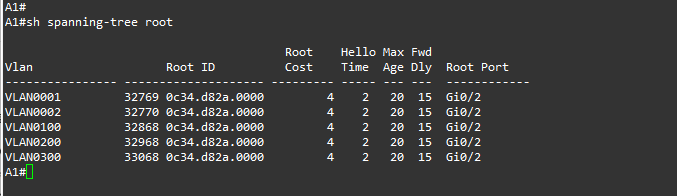 A1#
A1#sh spanning-tree root
                                        Root    Hello Max Fwd
Vlan                   Root ID          Cost    Time  Age Dly  Root Port
---------------- -------------------- --------- ----- --- ---  ------------
VLAN0001         32769 0c34.d82a.0000         4    2   20  15  Gi0/2
VLAN0002         32770 0c34.d82a.0000         4    2   20  15  Gi0/2
VLAN0100         32868 0c34.d82a.0000         4    2   20  15  Gi0/2
VLAN0200         32968 0c34.d82a.0000         4    2   20  15  Gi0/2
VLAN0300         33068 0c34.d82a.0000         4    2   20  15  Gi0/2
A1#